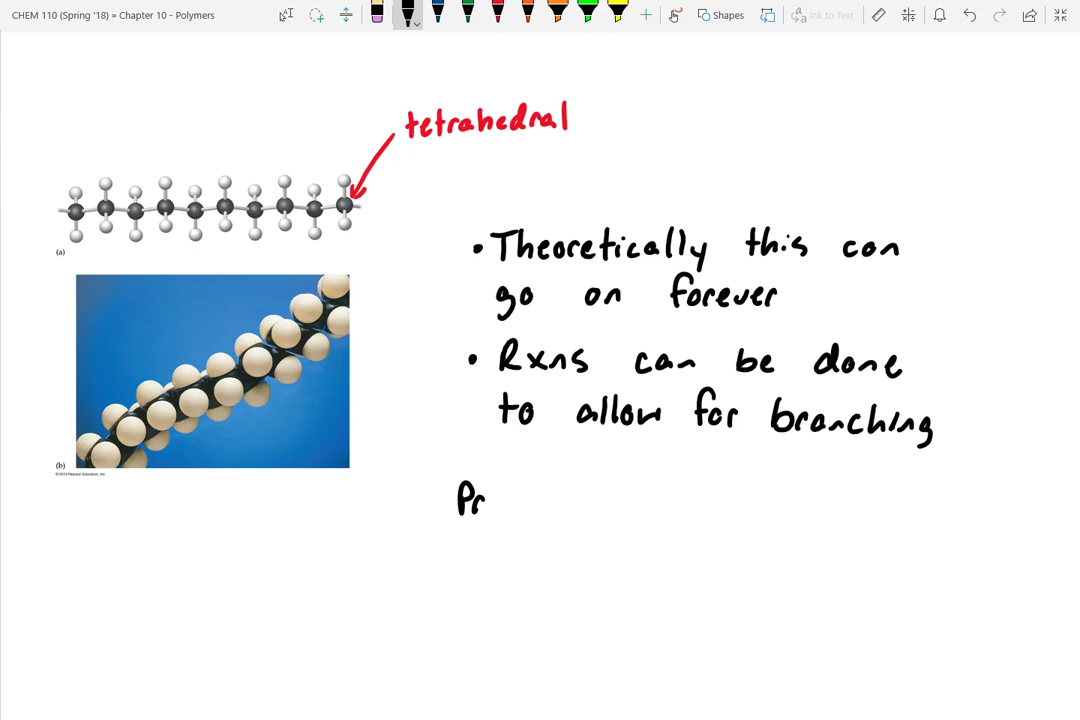 CHEM 110 (Spring '18) » Chapter 10 - Polymers
Shapes
Ink to Text
tetrahedral
(a)
• Theoretically this can
go on forever
• Rxns can be done
to allow for branching
(b)
Pr